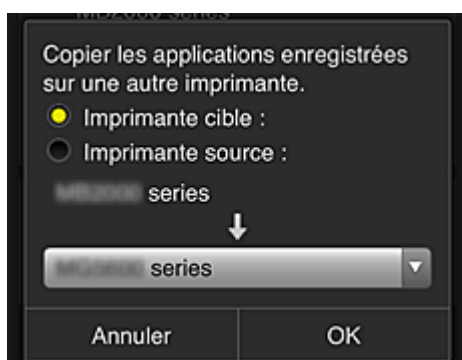 Copier les applications enregistrées
sur une autre imprimante.
Imprimante cible :
Imprimante source :
series
series
Annuler
OK